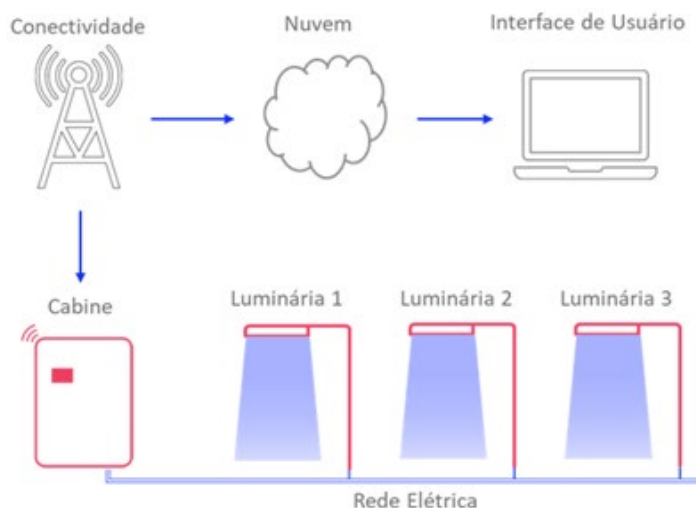 Conectividade
Nuvem
Interface de Usuário
Cabine
Luminária 1
Luminária 2
Luminária 3
Rede Elétrica